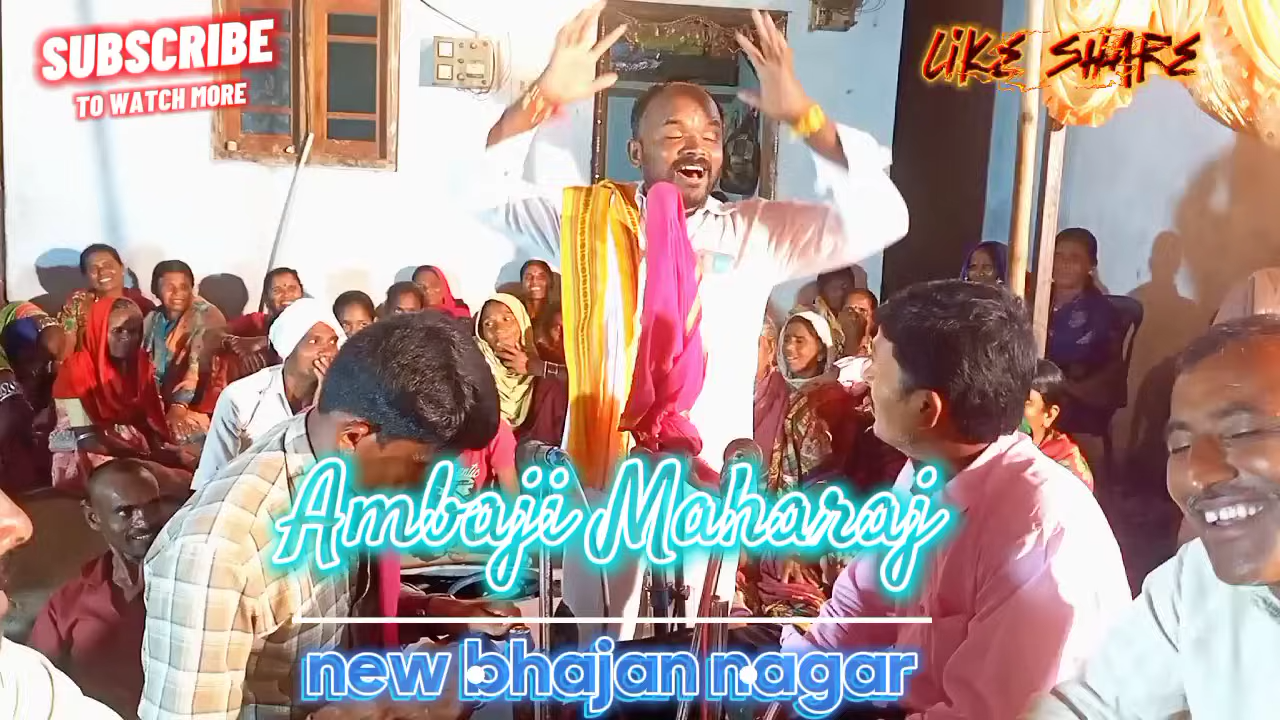 SUBSCRIBE
TO WATCH MORE
LIKE SHARE
Ambaji Maharaj
new bhajan nagar